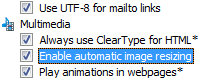 Use UTF-8 for mailto links
Multimedia
Always use ClearType for HTML*
Enable automatic image resizing
Play animations in webpages*